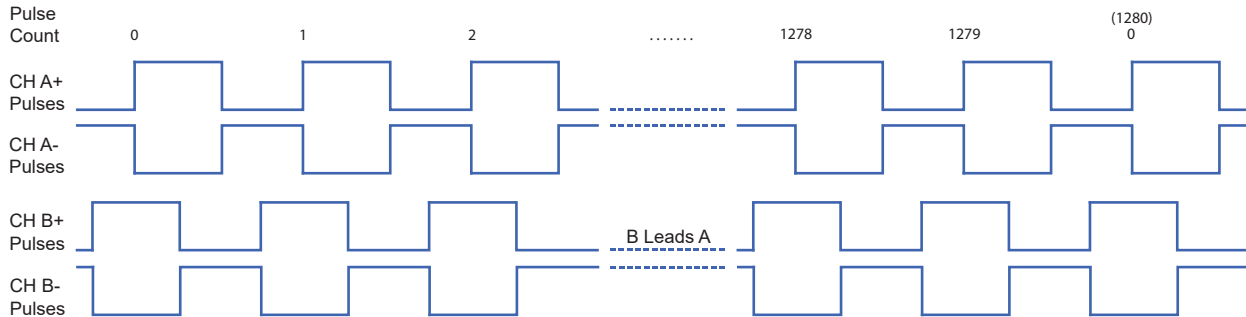 Pulse
Count
0
1
2
.......
1278
1279
(1280)
0
CH A+
Pulses
CH A-
Pulses
CH B+
Pulses
B Leads A
CH B-
Pulses